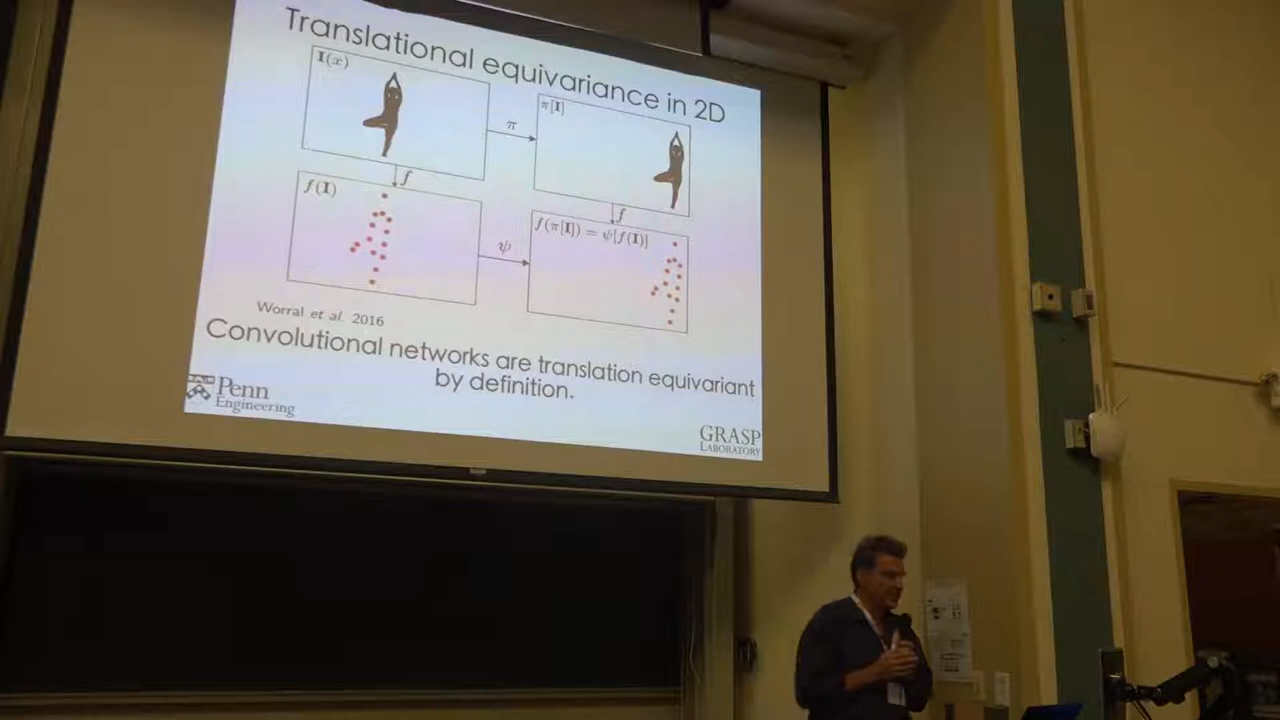 Translational equivariance in 2D
I(x)
π
π[I]
f
f
f(I)
ψ
f(π[I]) = ψ[f(I)]
Worral et al. 2016
Convolutional networks are translation equivariant
by definition.
Penn
Engineering
GRASP
LABORATORY